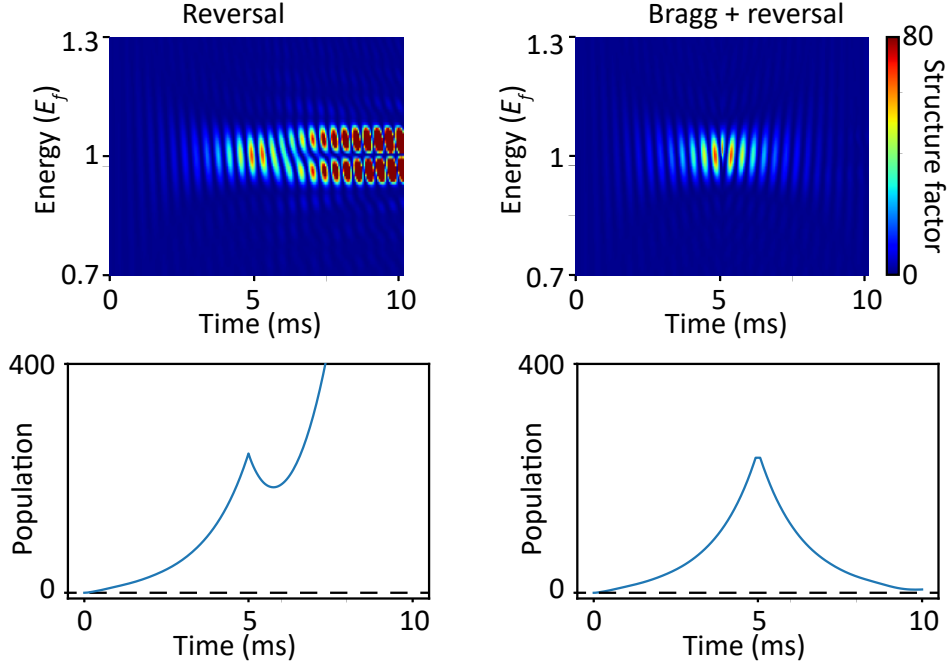 Reversal
Bragg + reversal
1.3
1
0.7
Energy (E_f)
0
5
10
Time (ms)
1.3
1
0.7
Energy (E_f)
0
5
10
Time (ms)
80
0
Structure factor
400
0
Population
0
5
10
Time (ms)
400
0
Population
0
5
10
Time (ms)